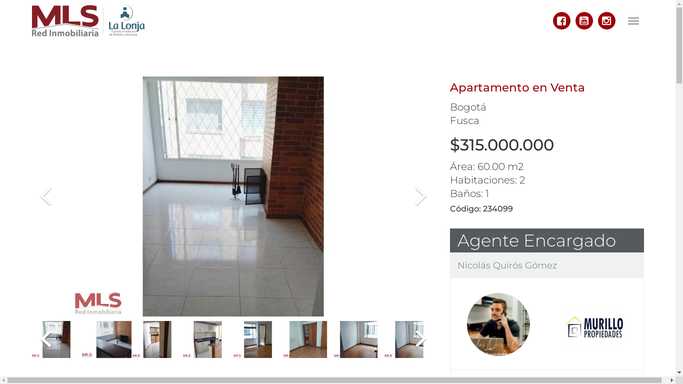 MLS
Red Inmobiliaria
La Lonja
Apartamento en Venta
Bogotá
Fusca
$315.000.000
Área: 60.00 m2
Habitaciones: 2
Baños: 1
Código: 234099
Agente Encargado
Nicolás Quirós Gómez
MLS
Red Inmobiliaria
MURILLO
PROPIEDADES